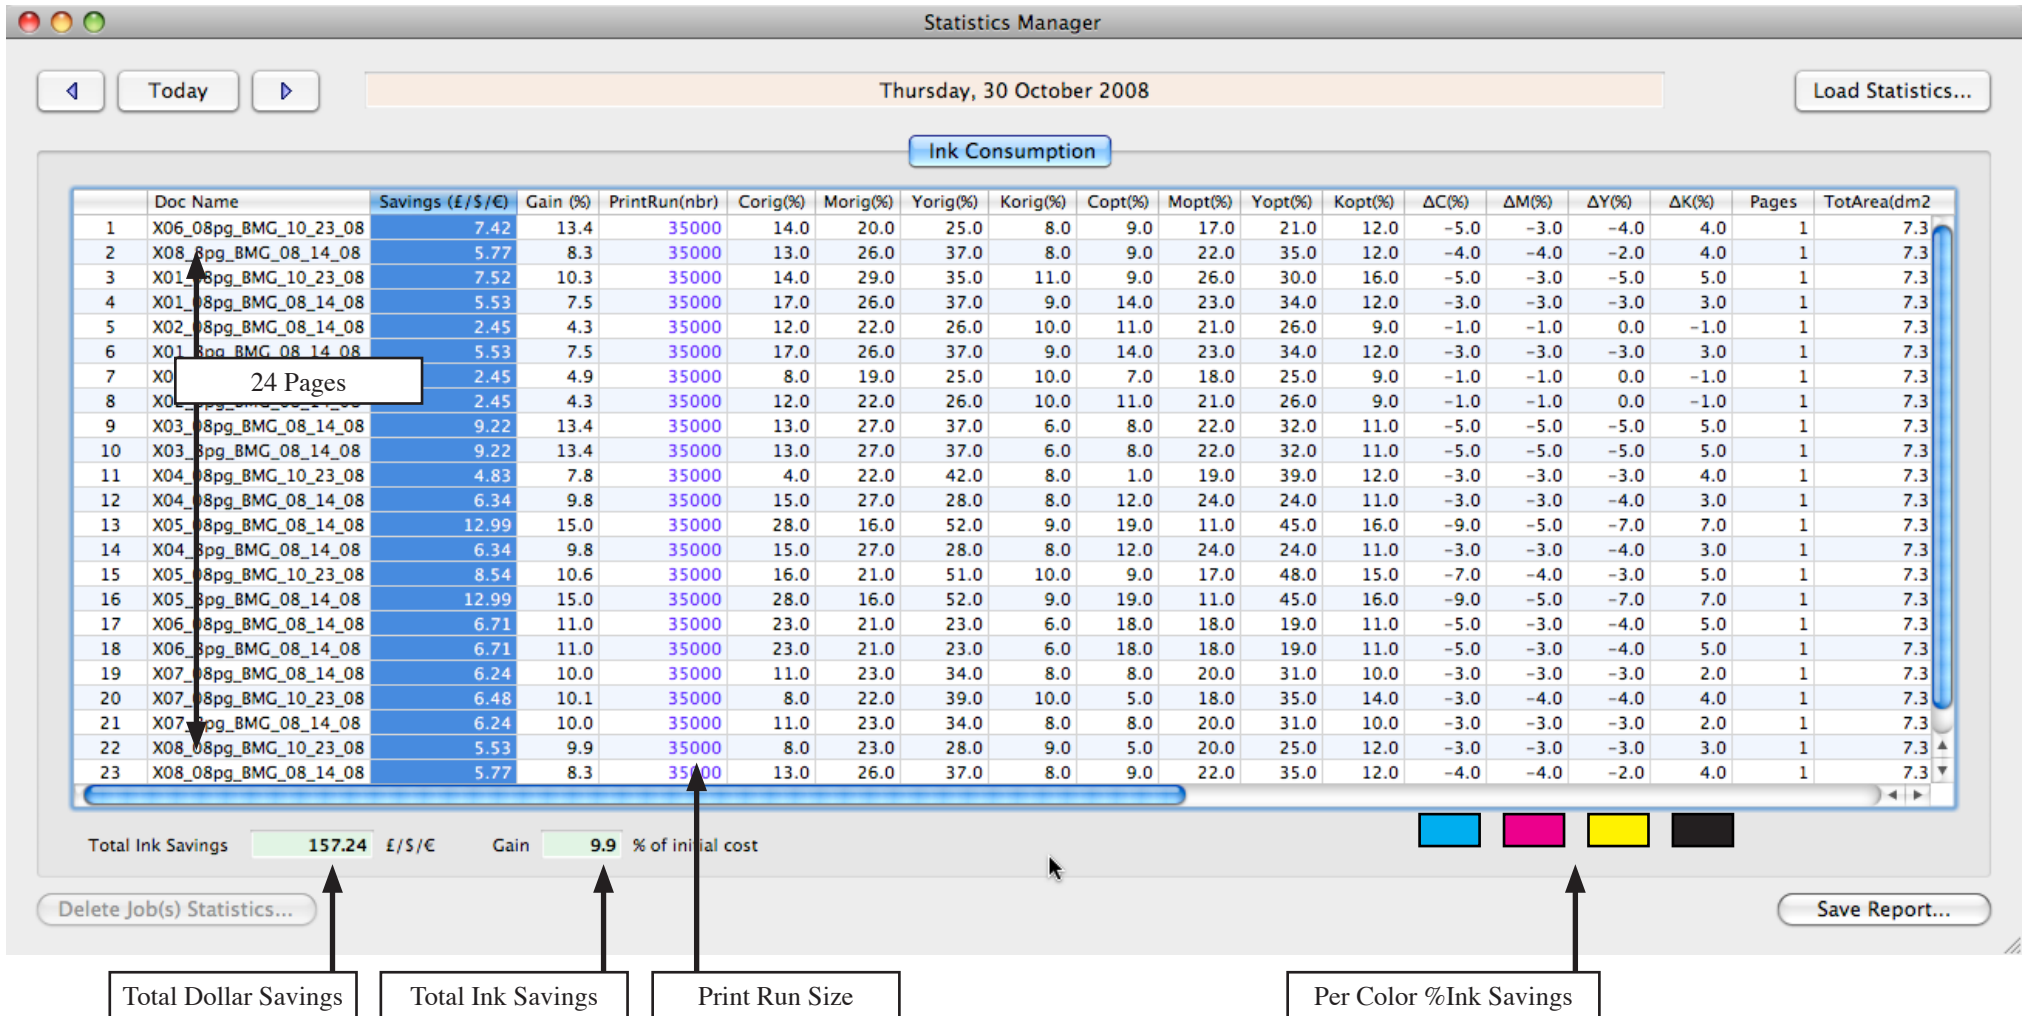 Statistics Manager
Today
Thursday, 30 October 2008
Load Statistics...
Ink Consumption
Doc Name Savings (£/$/€) Gain (%) PrintRun(nbr) Corig(%) Morig(%) Yorig(%) Korig(%) Copt(%) Mopt(%) Yopt(%) Kopt(%) ΔC(%) ΔM(%) ΔY(%) ΔK(%) Pages TotArea(dm2
1 X06_08pg_BMG_10_23_08 7.42 13.4 35000 14.0 20.0 25.0 8.0 9.0 17.0 21.0 12.0 -5.0 -3.0 -4.0 4.0 1 7.3
2 X08_8pg_BMG_08_14_08 5.77 8.3 35000 13.0 26.0 37.0 8.0 9.0 22.0 35.0 12.0 -4.0 -4.0 -2.0 4.0 1 7.3
3 X01_08pg_BMG_10_23_08 7.52 10.3 35000 14.0 29.0 35.0 11.0 9.0 26.0 30.0 16.0 -5.0 -3.0 -5.0 5.0 1 7.3
4 X01_08pg_BMG_08_14_08 5.53 7.5 35000 17.0 26.0 37.0 9.0 14.0 23.0 34.0 12.0 -3.0 -3.0 -3.0 3.0 1 7.3
5 X02_08pg_BMG_08_14_08 2.45 4.3 35000 12.0 22.0 26.0 10.0 11.0 21.0 26.0 9.0 -1.0 -1.0 0.0 -1.0 1 7.3
6 X01_8pg_BMG_08_14_08 5.53 7.5 35000 17.0 26.0 37.0 9.0 14.0 23.0 34.0 12.0 -3.0 -3.0 -3.0 3.0 1 7.3
7 X0 2.45 4.9 35000 8.0 19.0 25.0 10.0 7.0 18.0 25.0 9.0 -1.0 -1.0 0.0 -1.0 1 7.3
24 Pages
8 X02_8pg_BMG_08_14_08 2.45 4.3 35000 12.0 22.0 26.0 10.0 11.0 21.0 26.0 9.0 -1.0 -1.0 0.0 -1.0 1 7.3
9 X03_08pg_BMG_08_14_08 9.22 13.4 35000 13.0 27.0 37.0 6.0 8.0 22.0 32.0 11.0 -5.0 -5.0 -5.0 5.0 1 7.3
10 X03_8pg_BMG_08_14_08 9.22 13.4 35000 13.0 27.0 37.0 6.0 8.0 22.0 32.0 11.0 -5.0 -5.0 -5.0 5.0 1 7.3
11 X04_08pg_BMG_10_23_08 4.83 7.8 35000 4.0 22.0 42.0 8.0 1.0 19.0 39.0 12.0 -3.0 -3.0 -3.0 4.0 1 7.3
12 X04_08pg_BMG_08_14_08 6.34 9.8 35000 15.0 27.0 28.0 8.0 12.0 24.0 24.0 11.0 -3.0 -3.0 -4.0 3.0 1 7.3
13 X05_08pg_BMG_08_14_08 12.99 15.0 35000 28.0 16.0 52.0 9.0 19.0 11.0 45.0 16.0 -9.0 -5.0 -7.0 7.0 1 7.3
14 X04_8pg_BMG_08_14_08 6.34 9.8 35000 15.0 27.0 28.0 8.0 12.0 24.0 24.0 11.0 -3.0 -3.0 -4.0 3.0 1 7.3
15 X05_08pg_BMG_10_23_08 8.54 10.6 35000 16.0 21.0 51.0 10.0 9.0 17.0 48.0 15.0 -7.0 -4.0 -3.0 5.0 1 7.3
16 X05_8pg_BMG_08_14_08 12.99 15.0 35000 28.0 16.0 52.0 9.0 19.0 11.0 45.0 16.0 -9.0 -5.0 -7.0 7.0 1 7.3
17 X06_08pg_BMG_08_14_08 6.71 11.0 35000 23.0 21.0 23.0 6.0 18.0 18.0 19.0 11.0 -5.0 -3.0 -4.0 5.0 1 7.3
18 X06_8pg_BMG_08_14_08 6.71 11.0 35000 23.0 21.0 23.0 6.0 18.0 18.0 19.0 11.0 -5.0 -3.0 -4.0 5.0 1 7.3
19 X07_08pg_BMG_08_14_08 6.24 10.0 35000 11.0 23.0 34.0 8.0 8.0 20.0 31.0 10.0 -3.0 -3.0 -3.0 2.0 1 7.3
20 X07_08pg_BMG_10_23_08 6.48 10.1 35000 8.0 22.0 39.0 10.0 5.0 18.0 35.0 14.0 -3.0 -4.0 -4.0 4.0 1 7.3
21 X07_8pg_BMG_08_14_08 6.24 10.0 35000 11.0 23.0 34.0 8.0 8.0 20.0 31.0 10.0 -3.0 -3.0 -3.0 2.0 1 7.3
22 X08_08pg_BMG_10_23_08 5.53 9.9 35000 8.0 23.0 28.0 9.0 5.0 20.0 25.0 12.0 -3.0 -3.0 -3.0 3.0 1 7.3
23 X08_08pg_BMG_08_14_08 5.77 8.3 35000 13.0 26.0 37.0 8.0 9.0 22.0 35.0 12.0 -4.0 -4.0 -2.0 4.0 1 7.3
Total Ink Savings 157.24 £/$/€ Gain 9.9 % of initial cost
Delete Job(s) Statistics...
Save Report...
Total Dollar Savings
Total Ink Savings
Print Run Size
Per Color %Ink Savings